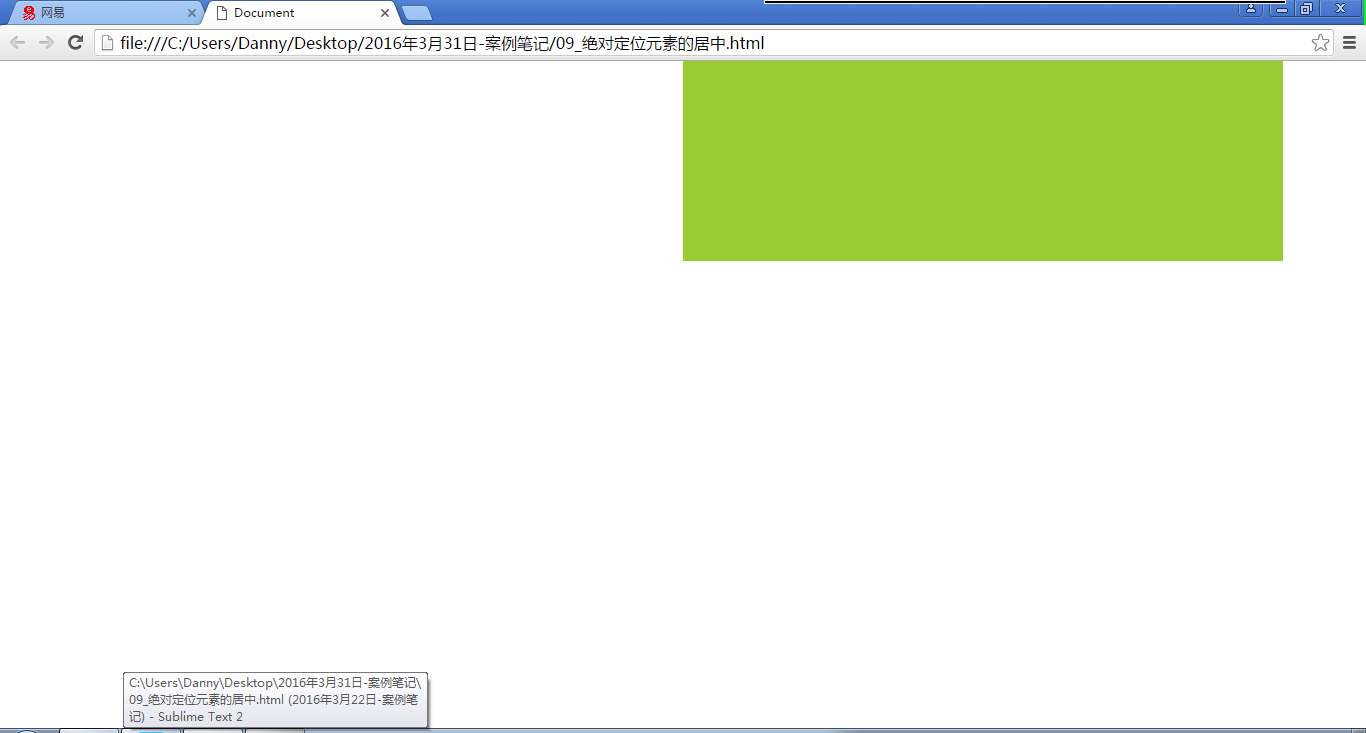 网易
Document
file:///C:/Users/Danny/Desktop/2016年3月31日-案例笔记/09_绝对定位元素的居中.html
C:\Users\Danny\Desktop\2016年3月31日-案例笔记\
09_绝对定位元素的居中.html (2016年3月22日-案例笔
记) - Sublime Text 2